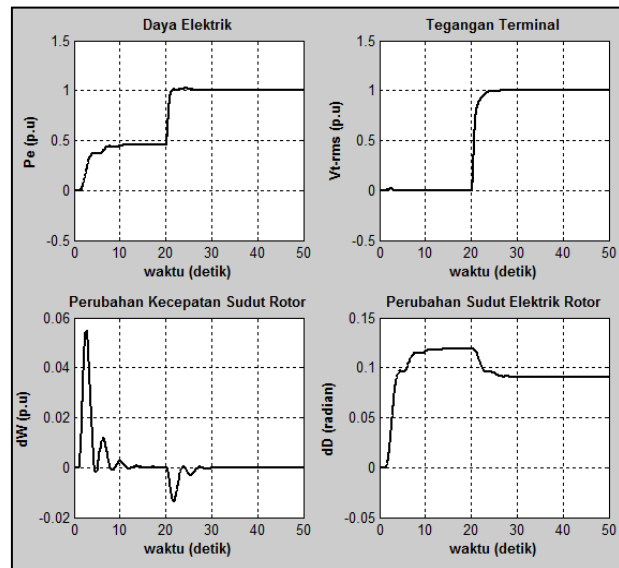 Daya Elektrik
1.5
1
0.5
0
-0.5
Pe (p.u)
0 10 20 30 40 50
waktu (detik)
Tegangan Terminal
1.5
1
0.5
0
-0.5
Vt-rms (p.u)
0 10 20 30 40 50
waktu (detik)
Perubahan Kecepatan Sudut Rotor
0.06
0.04
0.02
0
-0.02
dW (p.u)
0 10 20 30 40 50
waktu (detik)
Perubahan Sudut Elektrik Rotor
0.15
0.1
0.05
0
-0.05
dD (radian)
0 10 20 30 40 50
waktu (detik)